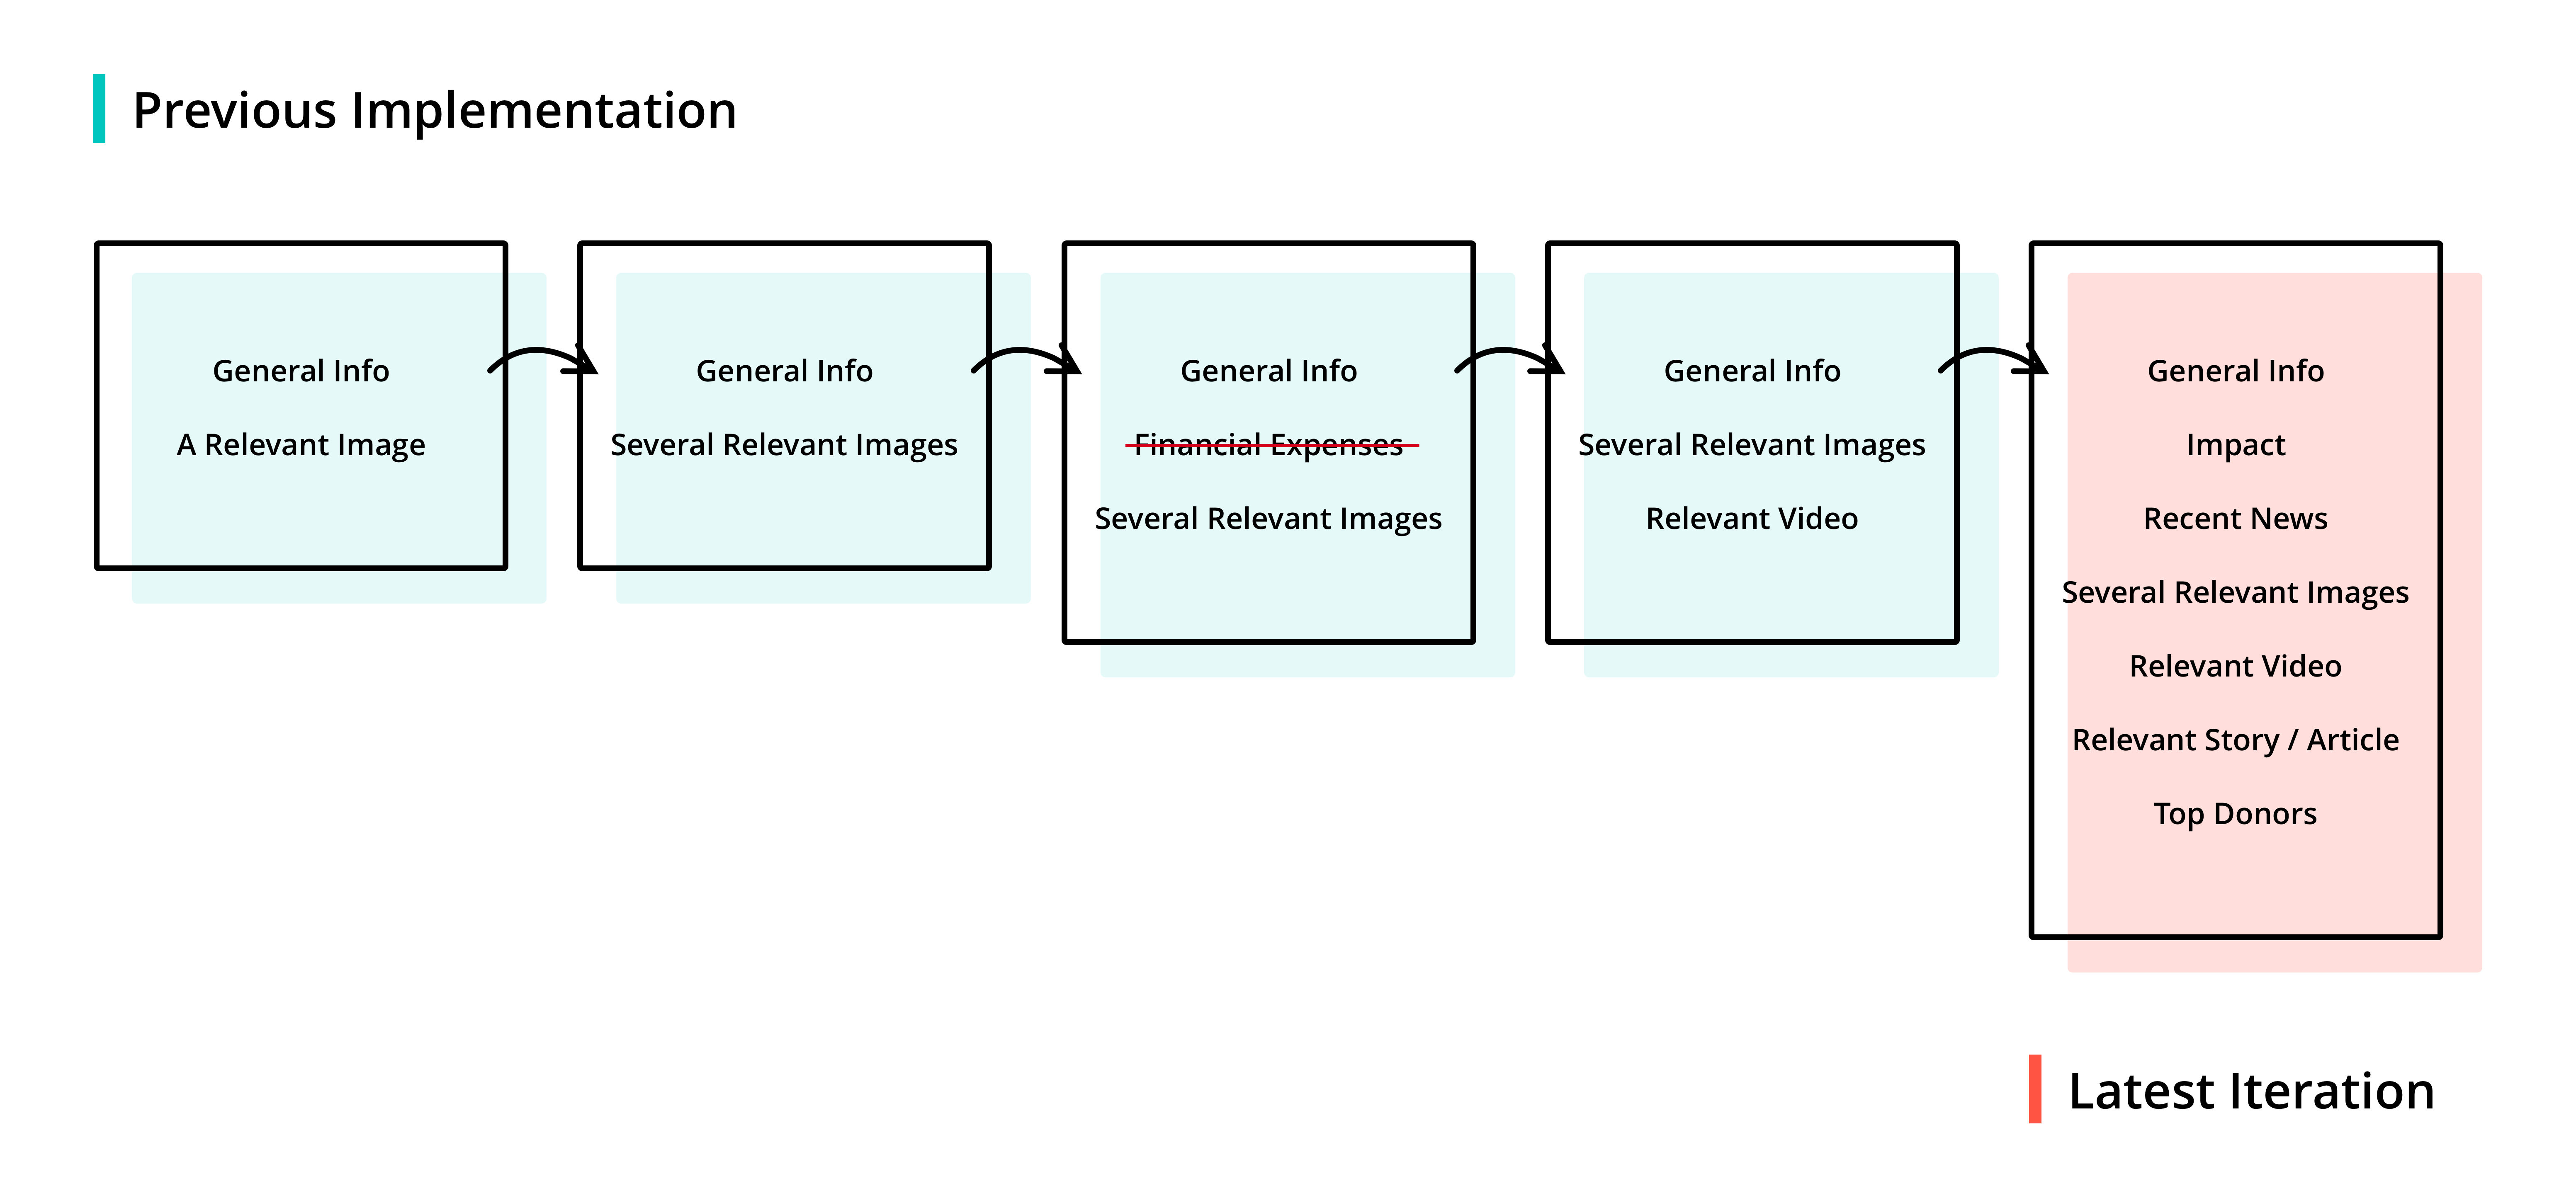 Previous Implementation
General Info
A Relevant Image
General Info
Several Relevant Images
General Info
Financial Expenses
Several Relevant Images
General Info
Several Relevant Images
Relevant Video
General Info
Impact
Recent News
Several Relevant Images
Relevant Video
Relevant Story / Article
Top Donors
Latest Iteration